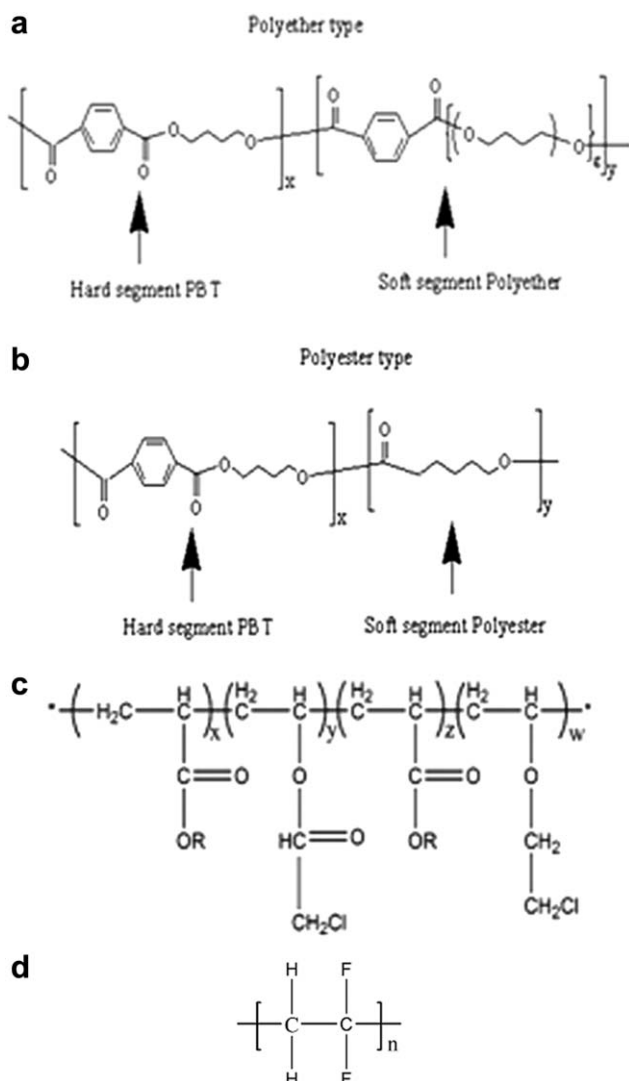 a
Polyether type
O O
O O O O
O O x y
Hard segment PBT Soft segment Polyether
b
Polyester type
O
O O O
O O x y
Hard segment PBT Soft segment Polyester
c
H H2 H H2 H H2 H
H2C C x C C y C C z C C w
C O O C O O
OR HC O OR CH2
CH2Cl CH2Cl
d
H F
C C n
H F